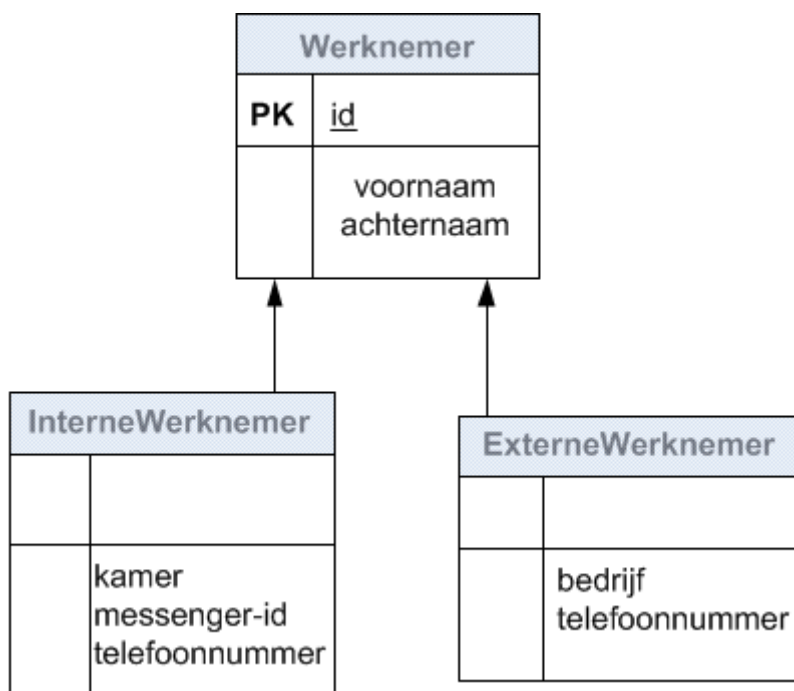 Werknemer
PK id
voornaam
achternaam
InterneWerknemer
kamer
messenger-id
telefoonnummer
ExterneWerknemer
bedrijf
telefoonnummer